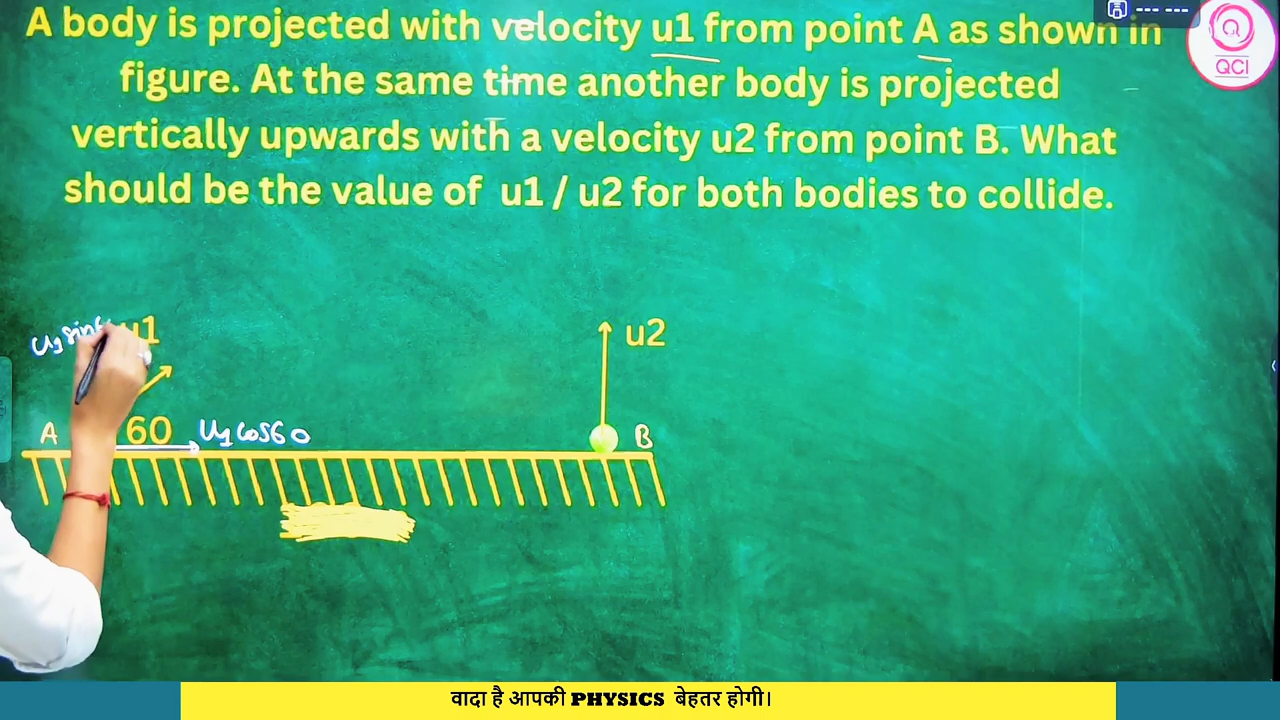 A body is projected with velocity u1 from point A as shown in
figure. At the same time another body is projected
vertically upwards with a velocity u2 from point B. What
should be the value of u1 / u2 for both bodies to collide.
QCI
u1
u2
A
60
U1 cos60
B
वादा है आपकी PHYSICS बेहतर होगी।